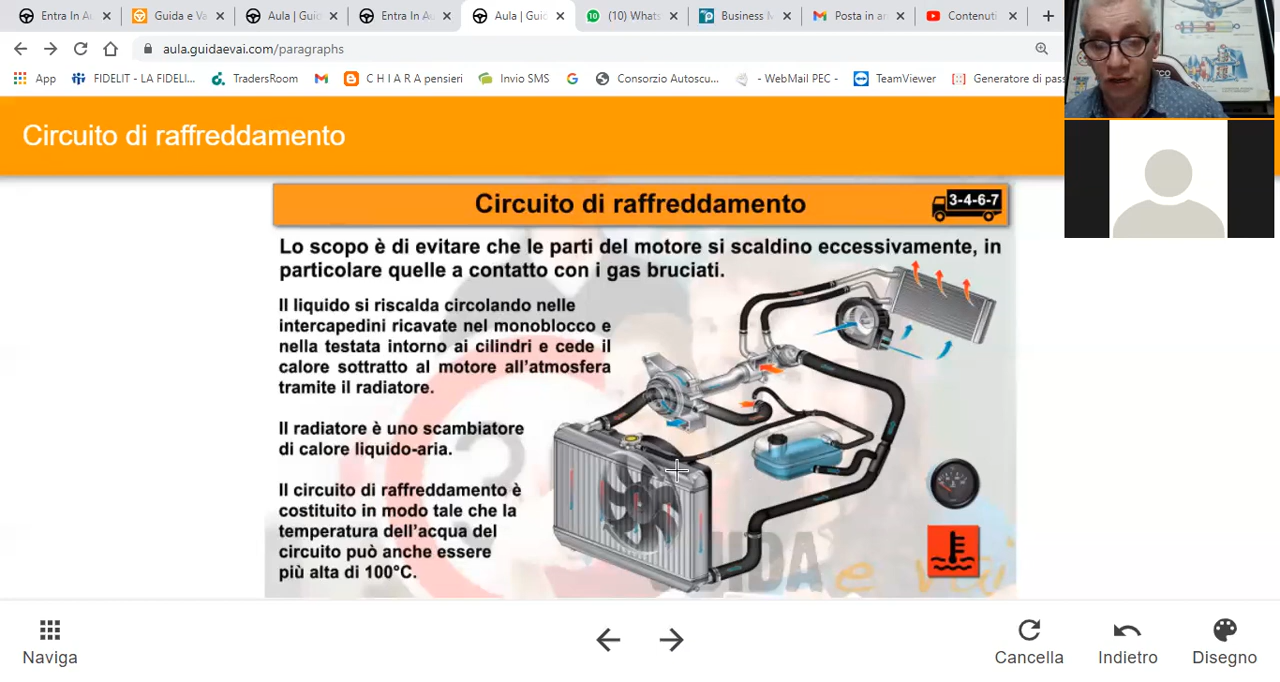 Entra In Au
Guida e Va
Aula | Guid
Entra In Au
Aula | Guid
(10) Whats
Business M
Posta in ar
Contenuti
aula.guidaevai.com/paragraphs
App
FIDELIT - LA FIDELI...
TradersRoom
C H I A R A pensieri
Invio SMS
Consorzio Autoscu...
- WebMail PEC -
TeamViewer
Generatore di pass
Circuito di raffreddamento
Circuito di raffreddamento
3-4-6-7
Lo scopo è di evitare che le parti del motore si scaldino eccessivamente, in
particolare quelle a contatto con i gas bruciati.
Il liquido si riscalda circolando nelle
intercapedini ricavate nel monoblocco e
nella testata intorno ai cilindri e cede il
calore sottratto al motore all'atmosfera
tramite il radiatore.
Il radiatore è uno scambiatore
di calore liquido-aria.
Il circuito di raffreddamento è
costituito in modo tale che la
temperatura dell'acqua del
circuito può anche essere
più alta di 100°C.
GUIDA e vai
Naviga
Cancella
Indietro
Disegno